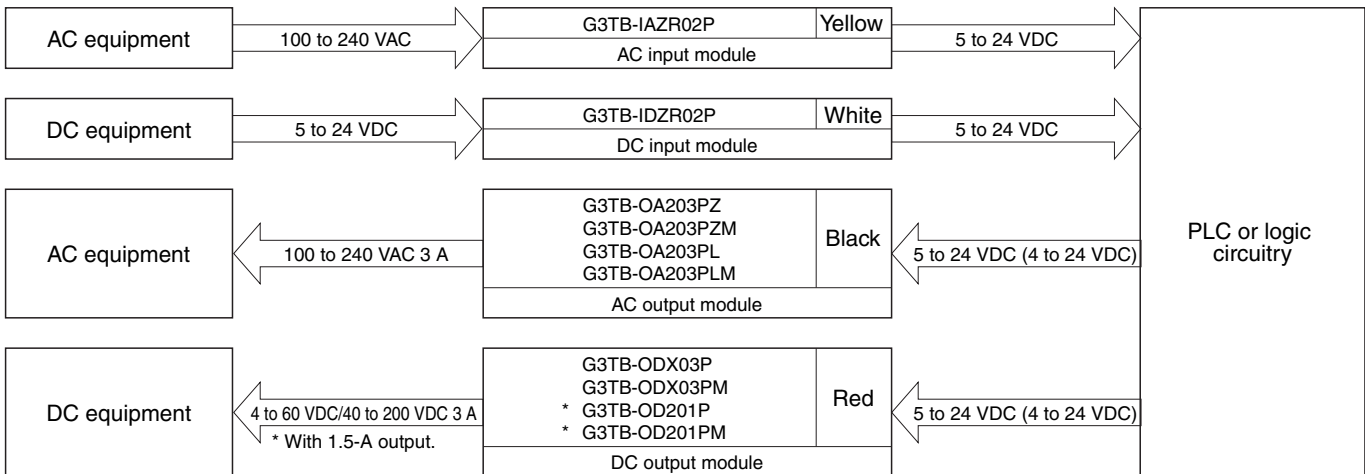 AC equipment
100 to 240 VAC
G3TB-IAZR02P
Yellow
AC input module
5 to 24 VDC
DC equipment
5 to 24 VDC
G3TB-IDZR02P
White
DC input module
5 to 24 VDC
AC equipment
100 to 240 VAC 3 A
G3TB-OA203PZ
G3TB-OA203PZM
G3TB-OA203PL
G3TB-OA203PLM
Black
AC output module
5 to 24 VDC (4 to 24 VDC)
PLC or logic
circuitry
DC equipment
4 to 60 VDC/40 to 200 VDC 3 A
* With 1.5-A output.
G3TB-ODX03P
G3TB-ODX03PM
* G3TB-OD201P
* G3TB-OD201PM
Red
DC output module
5 to 24 VDC (4 to 24 VDC)